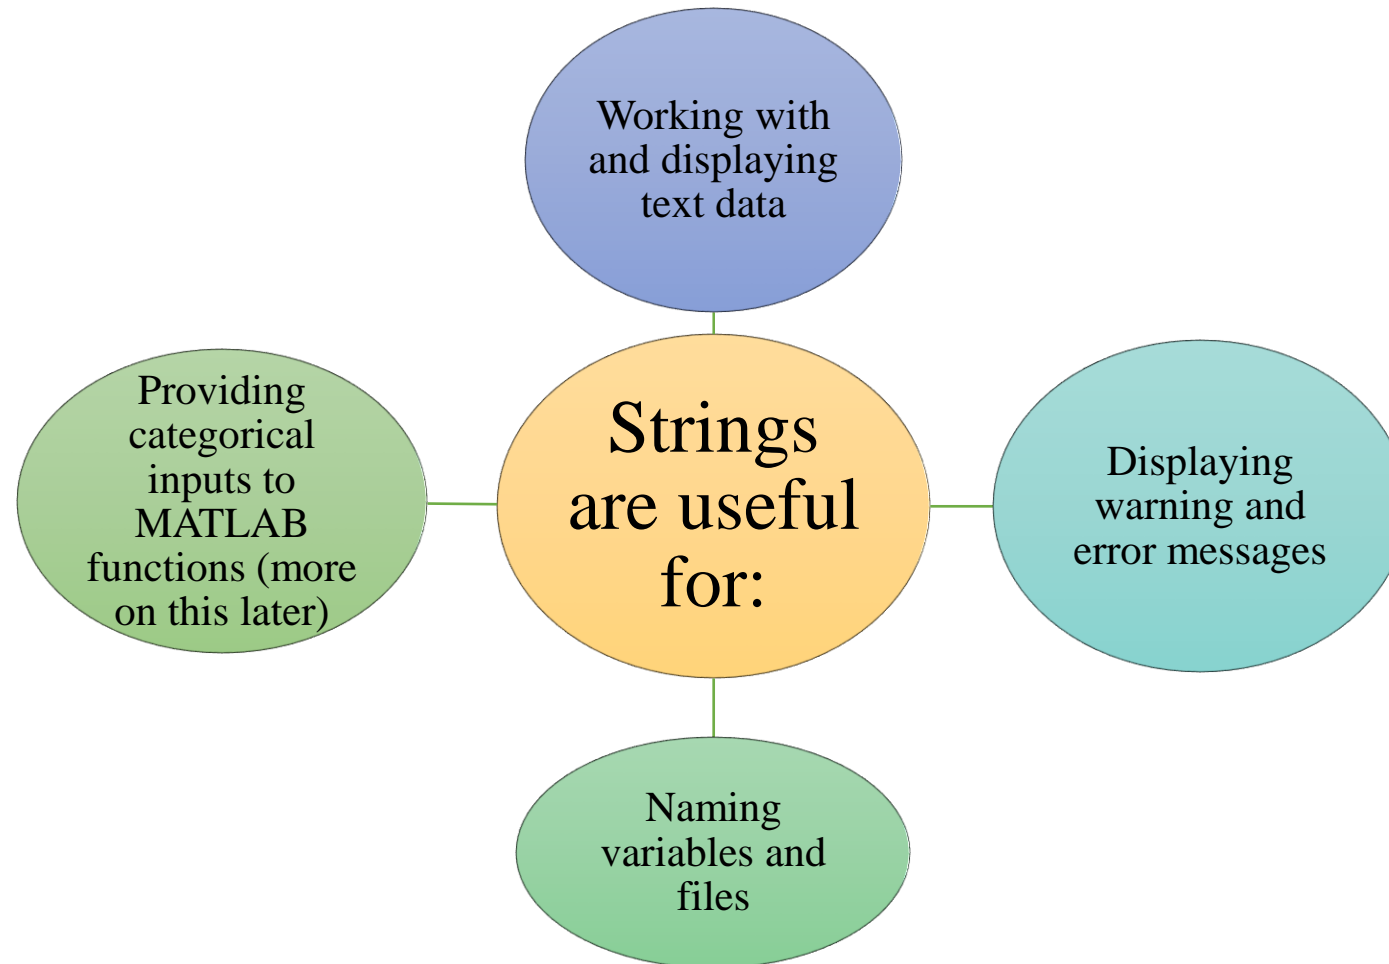 Working with
and displaying
text data
Providing
categorical
inputs to
MATLAB
functions (more
on this later)
Strings
are useful
for:
Displaying
warning and
error messages
Naming
variables and
files